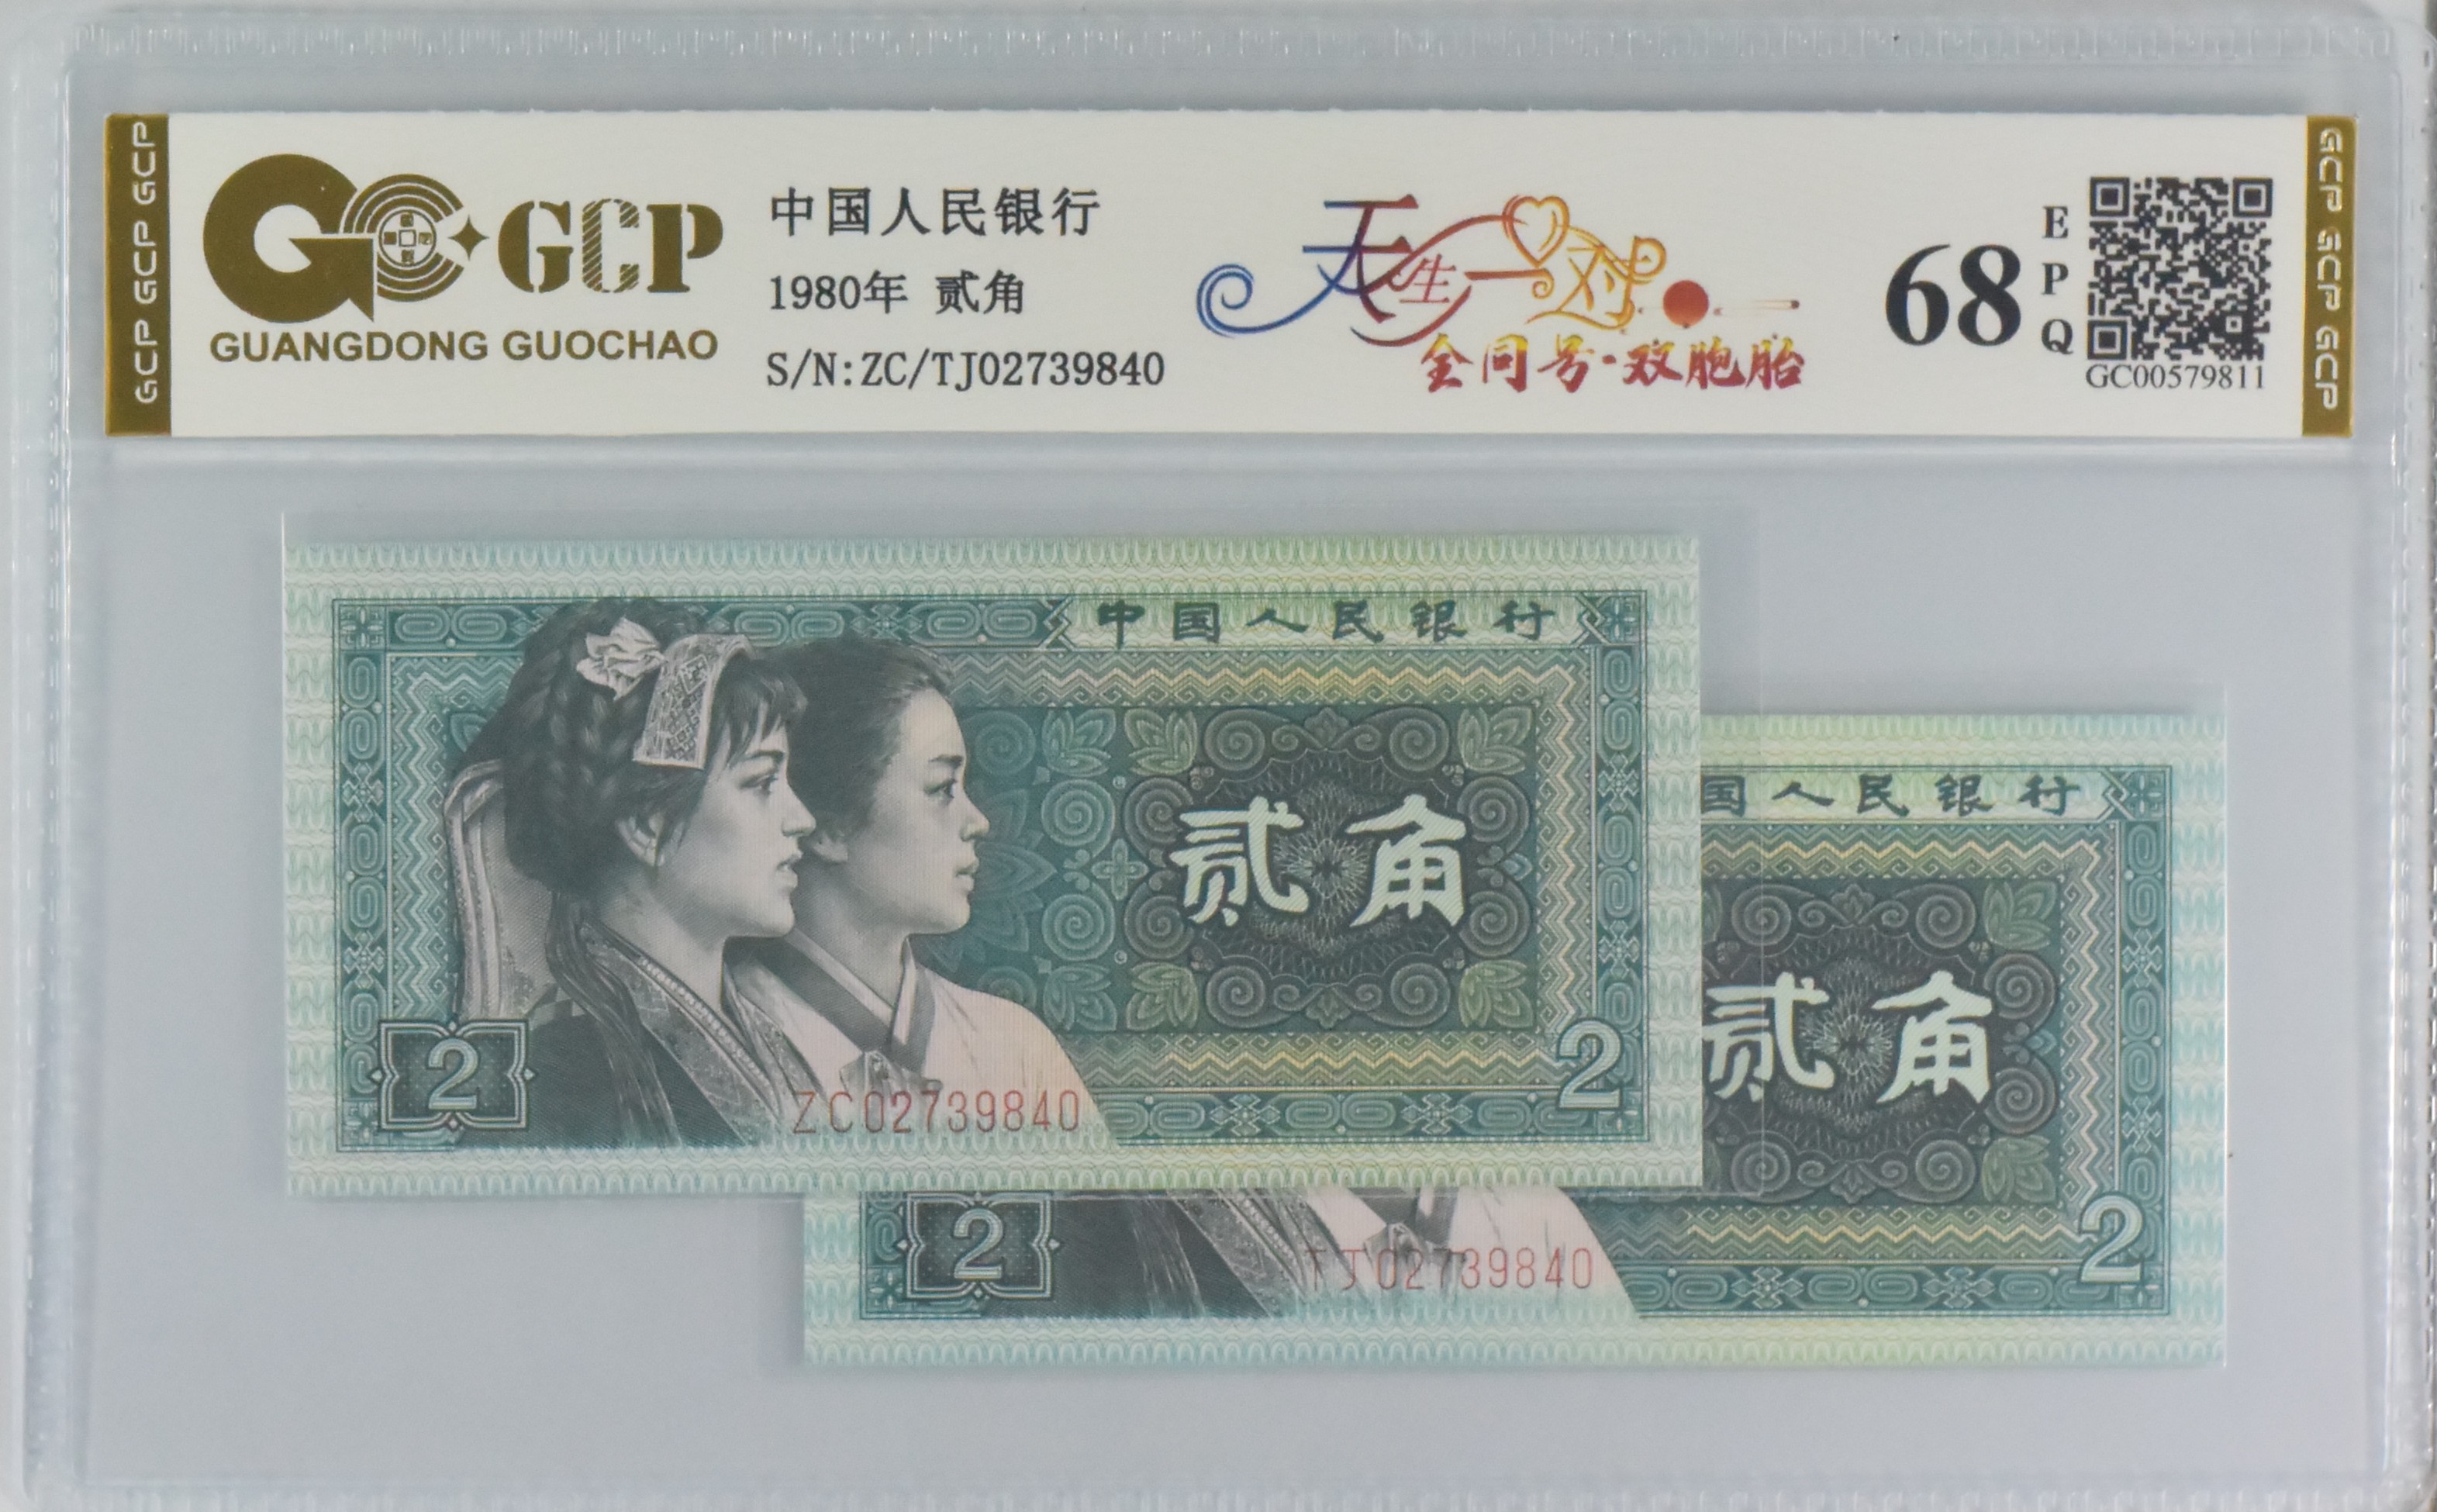 GCP GCP GCP
GCP
GUANGDONG GUOCHAO
中国人民银行
1980年 贰角
S/N:ZC/TJ02739840
天生一对
全同号·双胞胎
68
EPQ
GC00579811
GCP GCP GCP
中国人民银行
贰角
2
ZC02739840
2
国人民银行
贰角
2
TJ02739840
2